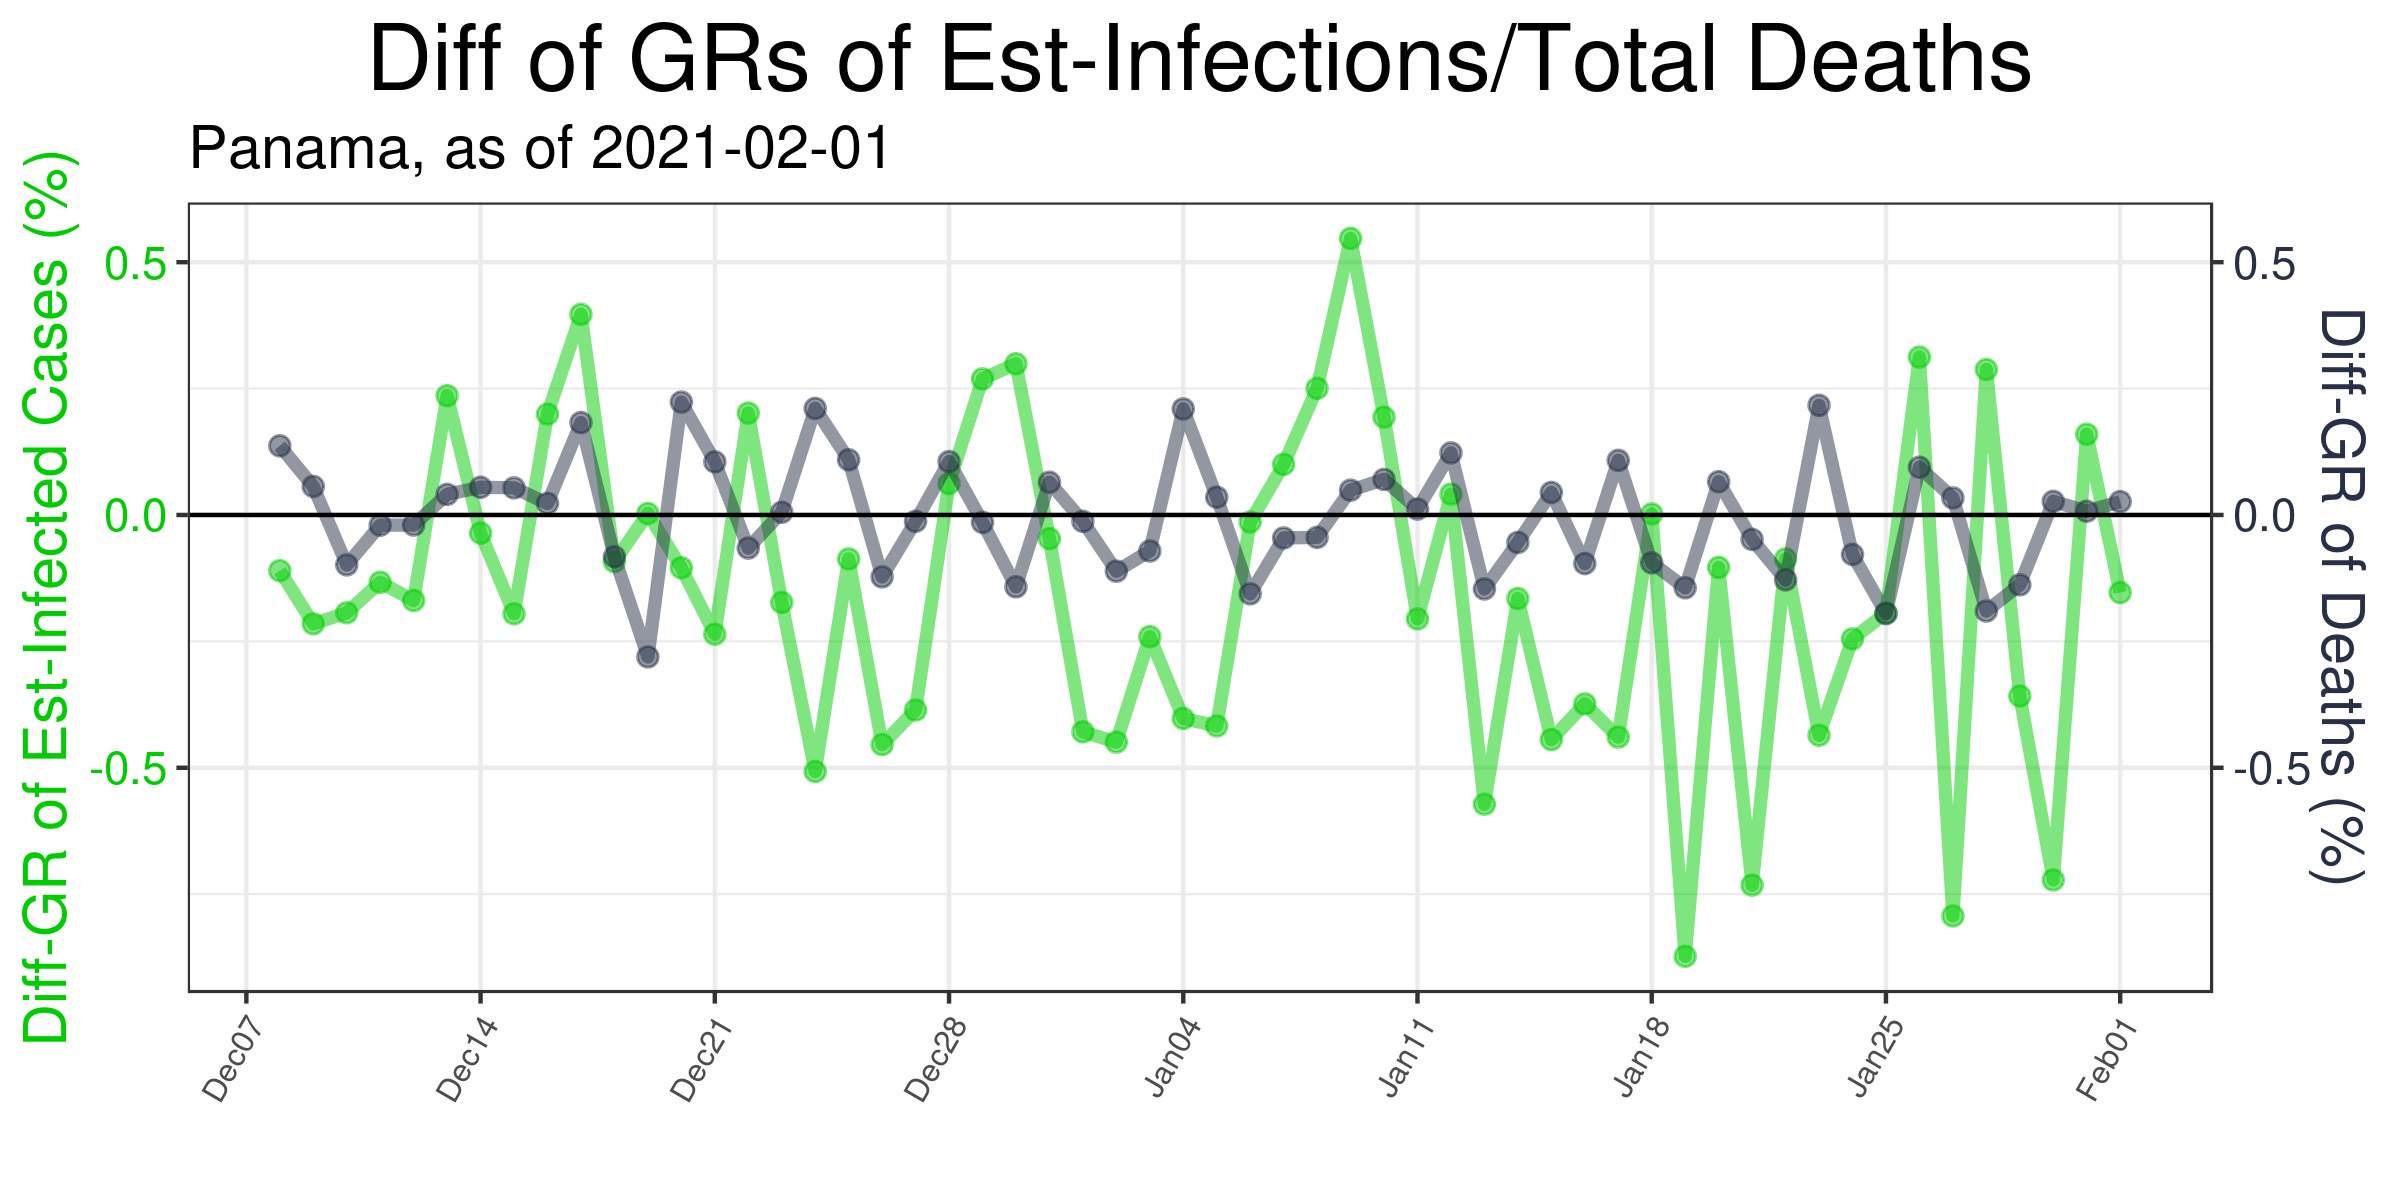 Diff of GRs of Est-Infections/Total Deaths
Panama, as of 2021-02-01
Diff-GR of Est-Infected Cases (%)
0.5
0.0
-0.5
0.5
0.0
-0.5
Diff-GR of Deaths (%)
Dec07
Dec14
Dec21
Dec28
Jan04
Jan11
Jan18
Jan25
Feb01